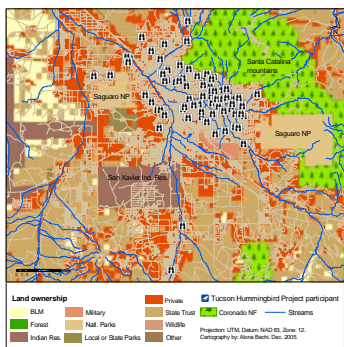 Santa Catalina
mountains
Saguaro NP
Saguaro NP
San Xavier Ind. Res.
Land ownership
BLM
Forest
Indian Res.
Military
Natl. Parks
Local or State Parks
Private
State Trust
Wildlife
Other
Tucson Hummingbird Project participant
Coronado NF
Streams
Projection: UTM, Datum: NAD 83, Zone: 12.
Cartography by: Alona Bachi. Dec. 2005.